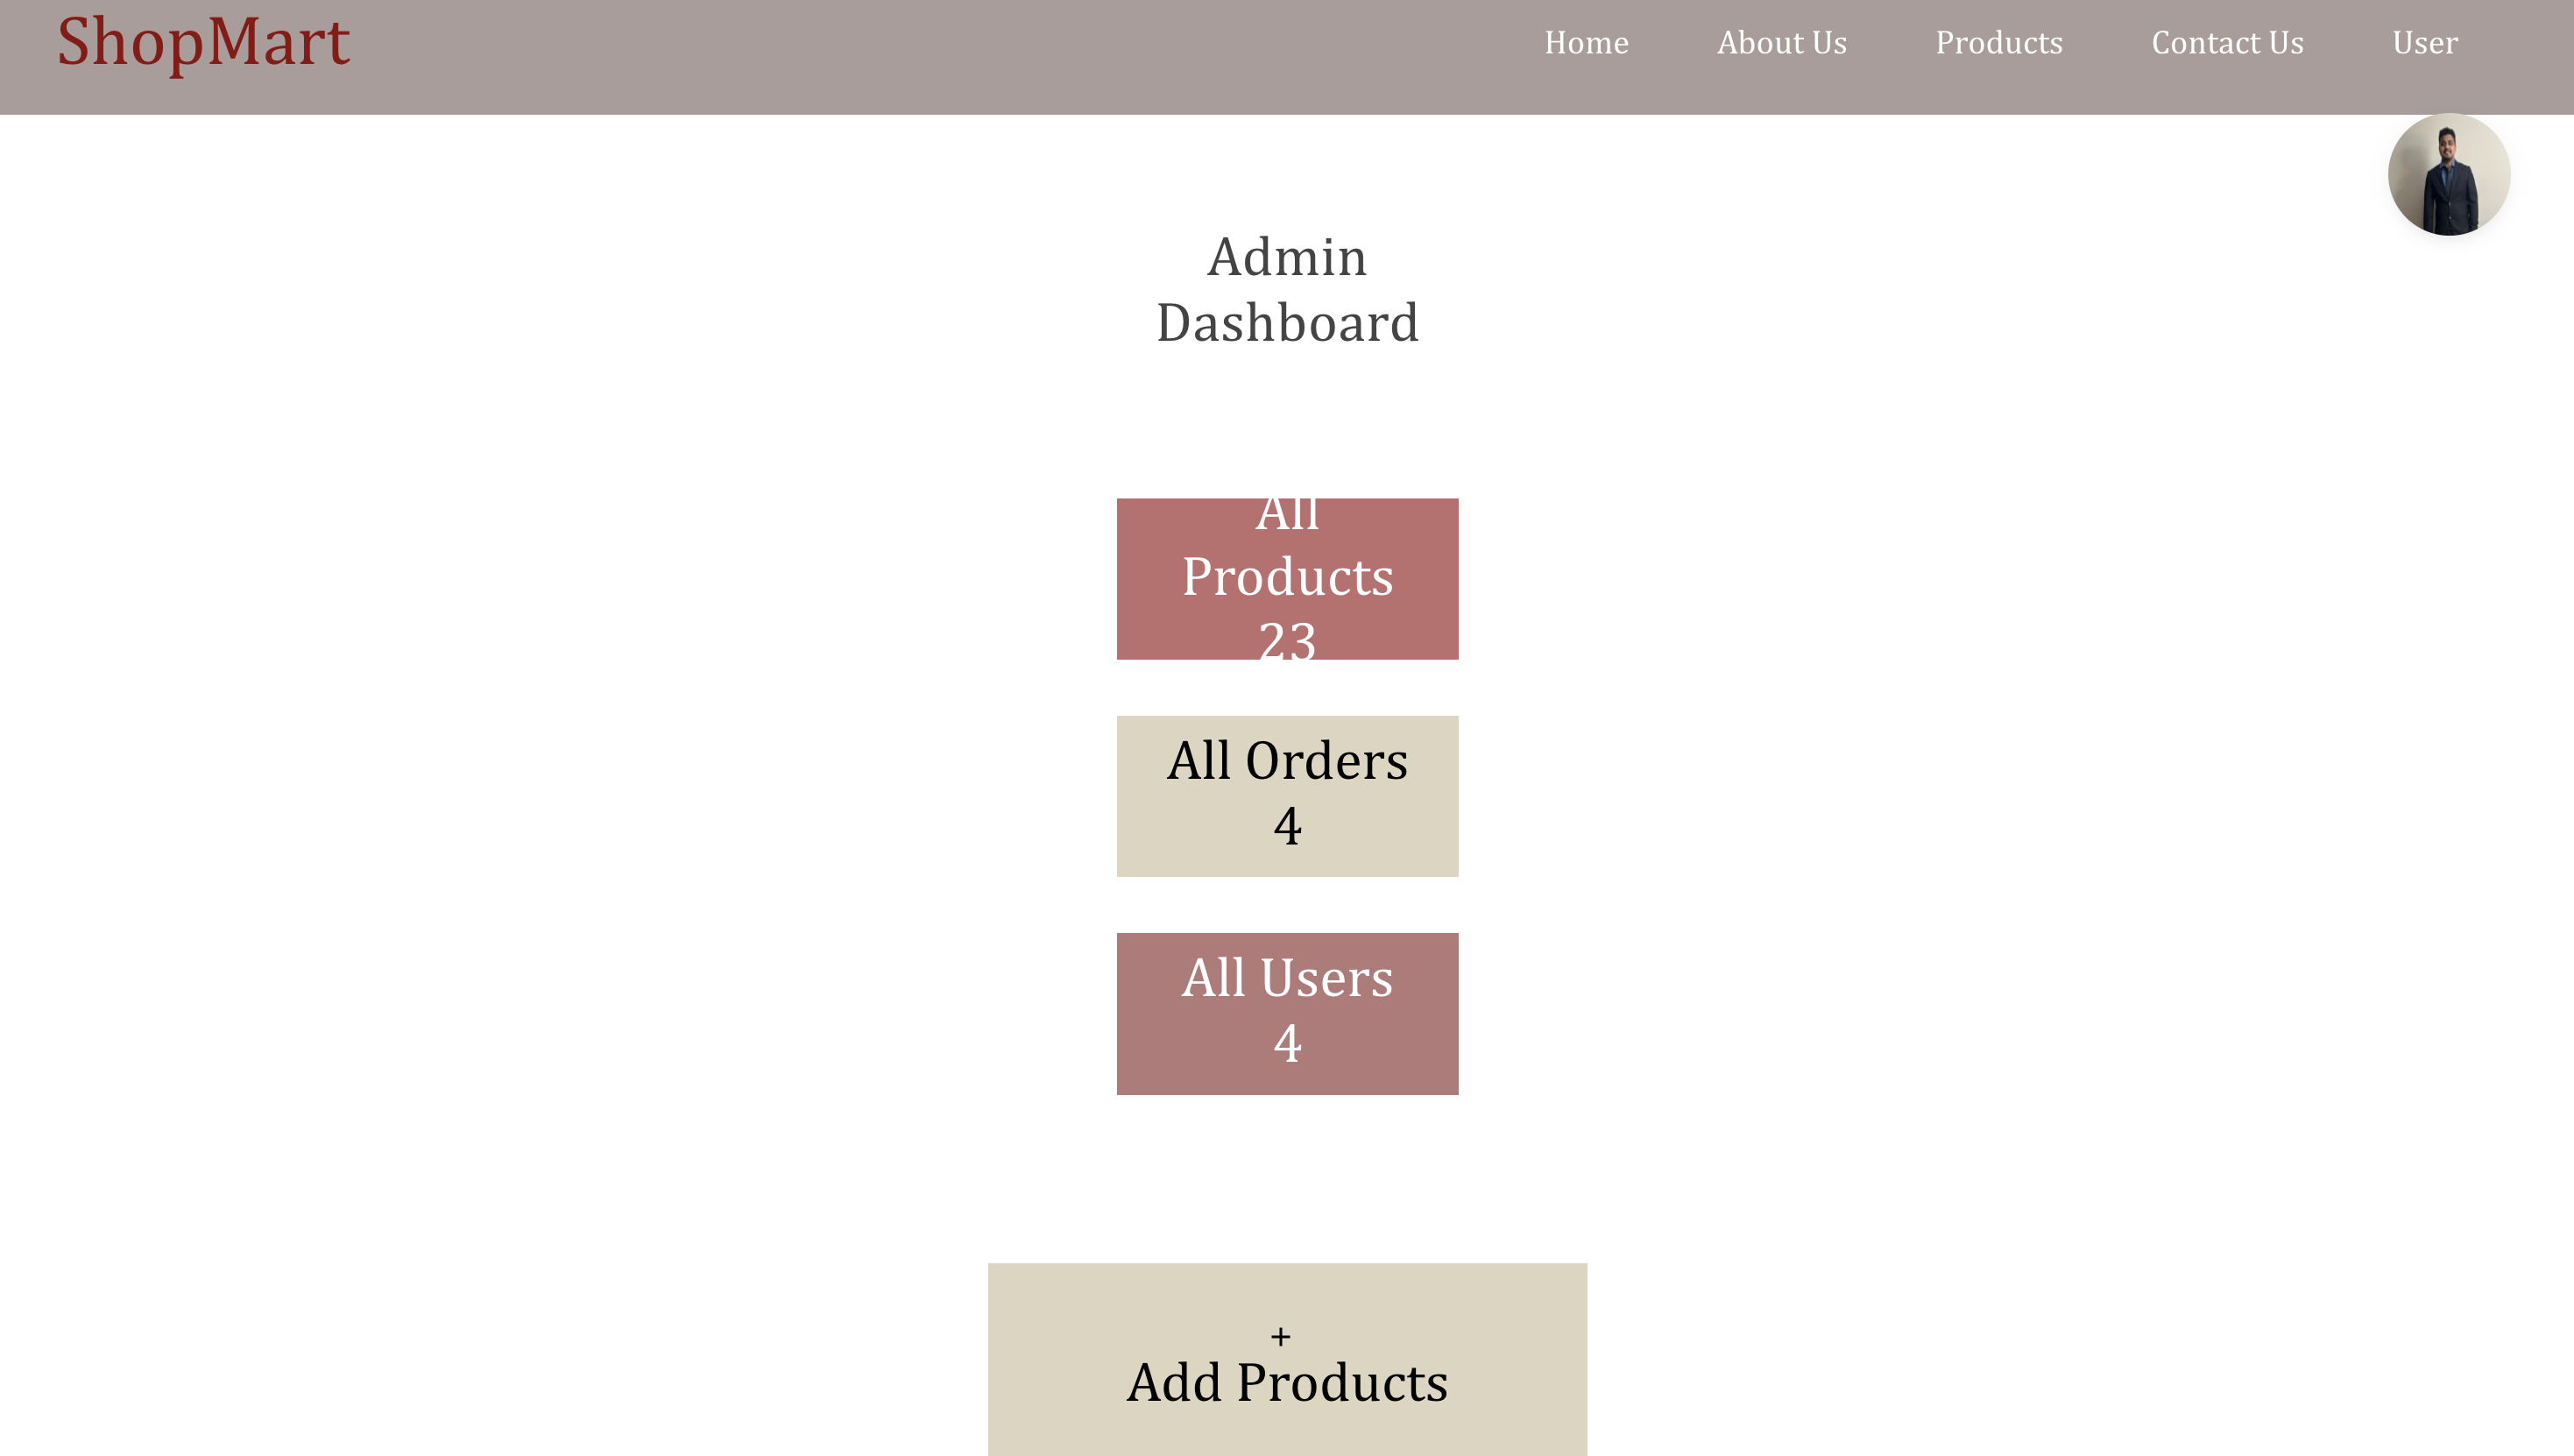 ShopMart
Home About Us Products Contact Us User
Admin
Dashboard
All
Products
23
All Orders
4
All Users
4
+
Add Products